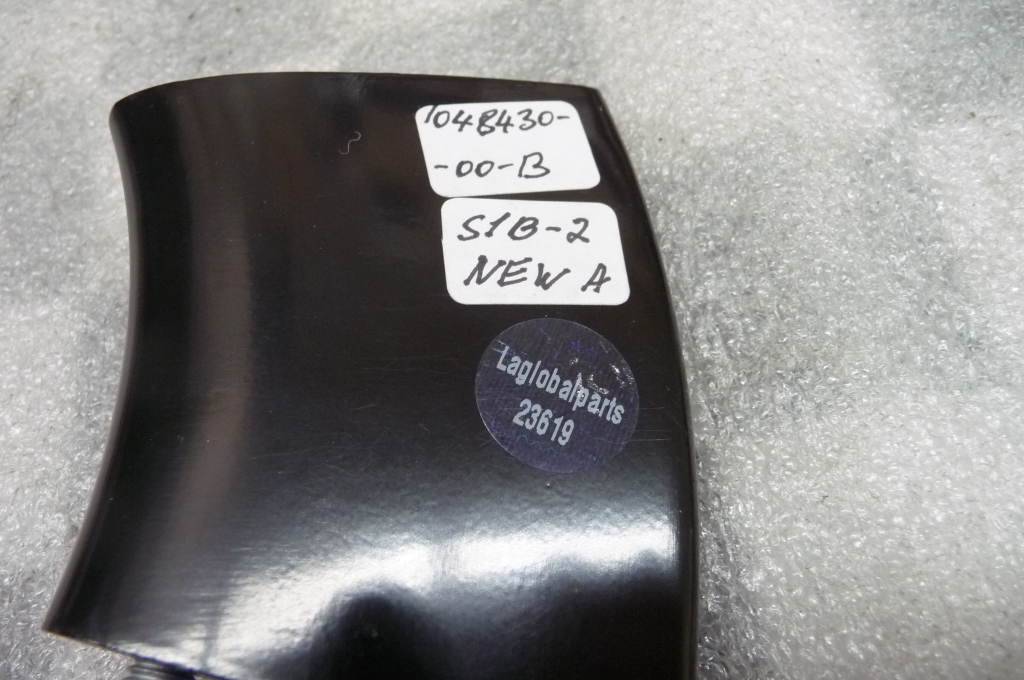 1048430-
-00-B
S1B-2
NEW A
Laglobalparts
23619